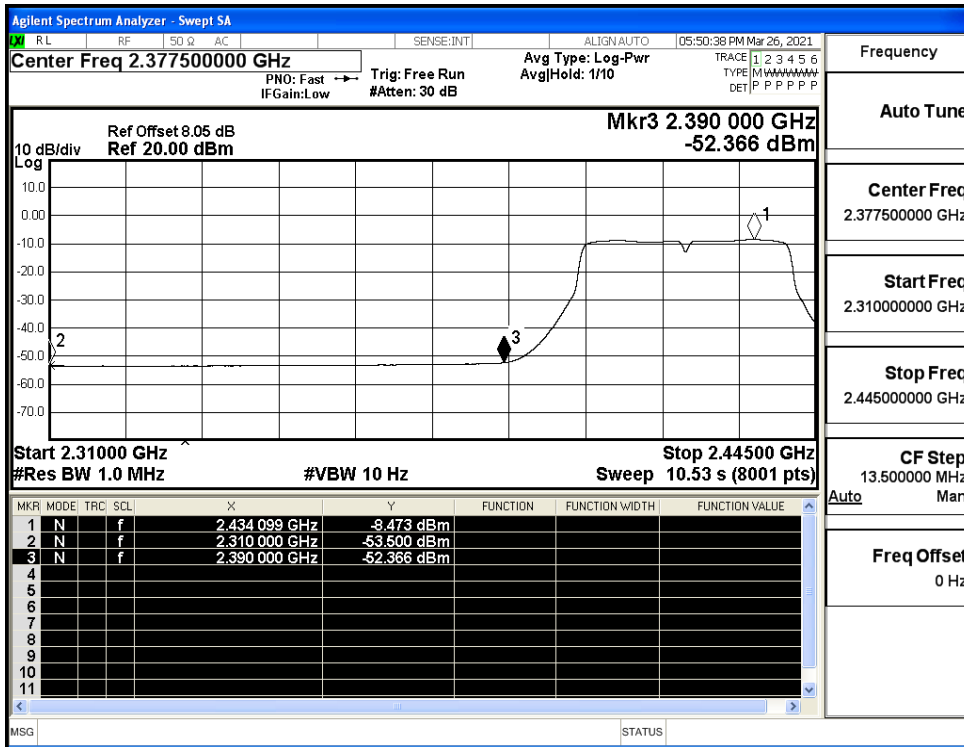 Agilent Spectrum Analyzer - Swept SA
LXI RL RF 50 Ω AC SENSE:INT ALIGN AUTO 05:50:38 PM Mar 26, 2021
Center Freq 2.377500000 GHz
PNO: Fast
IFGain:Low
Trig: Free Run
#Atten: 30 dB
Avg Type: Log-Pwr
Avg|Hold: 1/10
TRACE 1 2 3 4 5 6
TYPE M WWWWW
DET P P P P P P
Ref Offset 8.05 dB
10 dB/div Ref 20.00 dBm
Log
Mkr3 2.390 000 GHz
-52.366 dBm
10.0
0.00
-10.0
-20.0
-30.0
-40.0
-50.0
-60.0
-70.0
1
2
3
Start 2.31000 GHz Stop 2.44500 GHz
#Res BW 1.0 MHz #VBW 10 Hz Sweep 10.53 s (8001 pts)
MKR MODE TRC SCL X Y FUNCTION FUNCTION WIDTH FUNCTION VALUE
1 N f 2.434 099 GHz -8.473 dBm
2 N f 2.310 000 GHz -53.500 dBm
3 N f 2.390 000 GHz -52.366 dBm
4
5
6
7
8
9
10
11
MSG STATUS
Frequency
Auto Tune
Center Freq
2.377500000 GHz
Start Freq
2.310000000 GHz
Stop Freq
2.445000000 GHz
CF Step
13.500000 MHz
Auto Man
Freq Offset
0 Hz